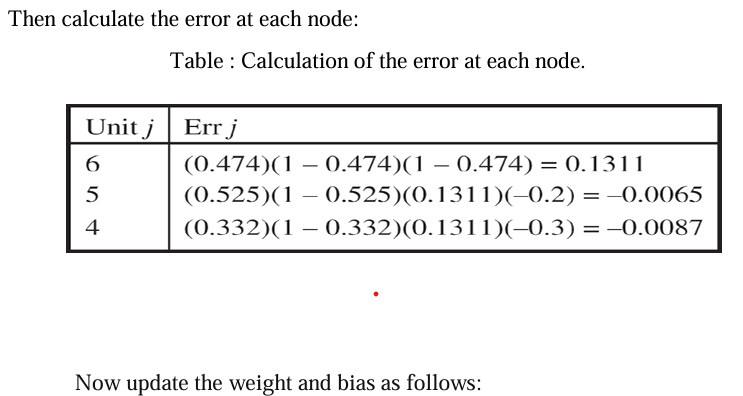 Then calculate the error at each node:
Table : Calculation of the error at each node.
Unit j Err j
6 (0.474)(1 − 0.474)(1 − 0.474) = 0.1311
5 (0.525)(1 − 0.525)(0.1311)(–0.2) = –0.0065
4 (0.332)(1 − 0.332)(0.1311)(–0.3) = –0.0087
Now update the weight and bias as follows: